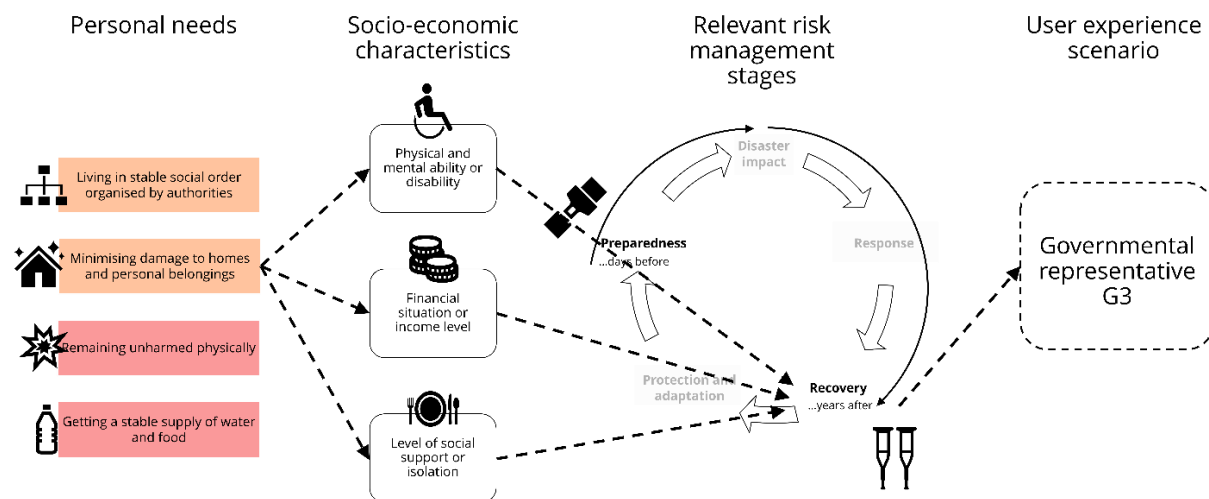 Personal needs
Socio-economic
characteristics
Relevant risk
management
stages
User experience
scenario
Living in stable social order
organised by authorities
Minimising damage to homes
and personal belongings
Remaining unharmed physically
Getting a stable supply of water
and food
Physical and
mental ability or
disability
Financial
situation or
income level
Level of social
support or
isolation
Disaster
impact
Response
Preparedness
...days before
Protection and
adaptation
Recovery
...years after
Governmental
representative
G3